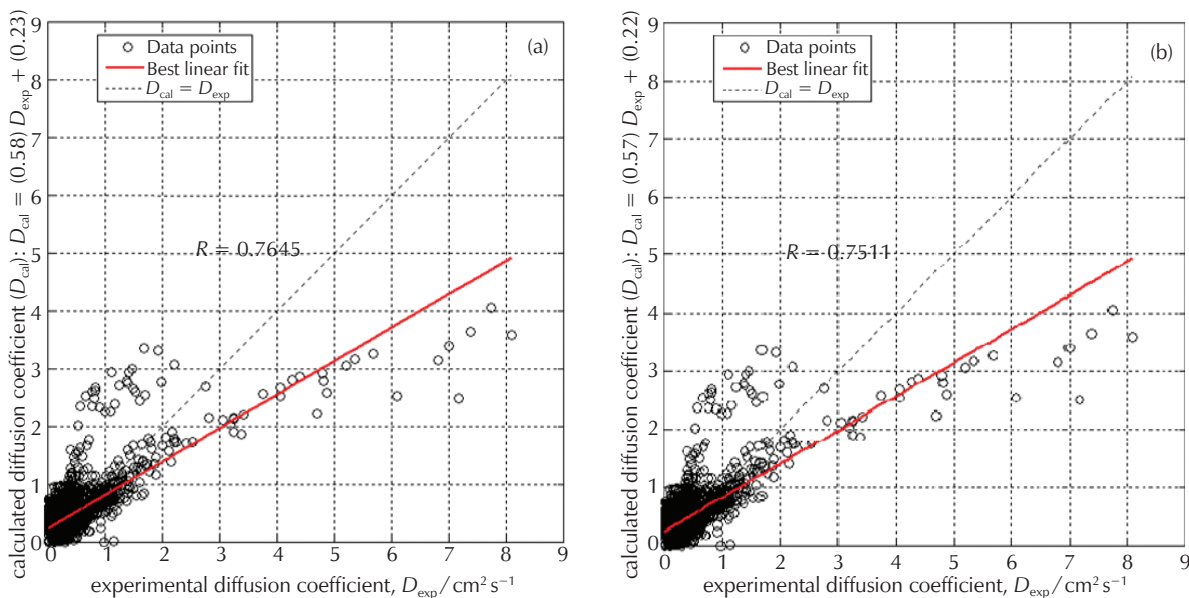 calculated diffusion coefficient (D_cal): D_cal = (0.58) D_exp + (0.23)
9
8
7
6
5
4
3
2
1
0
Data points
Best linear fit
D_cal = D_exp
(a)
R = 0.7645
0 1 2 3 4 5 6 7 8 9
experimental diffusion coefficient, D_exp / cm² s⁻¹
calculated diffusion coefficient (D_cal): D_cal = (0.57) D_exp + (0.22)
9
8
7
6
5
4
3
2
1
0
Data points
Best linear fit
D_cal = D_exp
(b)
R = 0.7511
0 1 2 3 4 5 6 7 8 9
experimental diffusion coefficient, D_exp / cm² s⁻¹